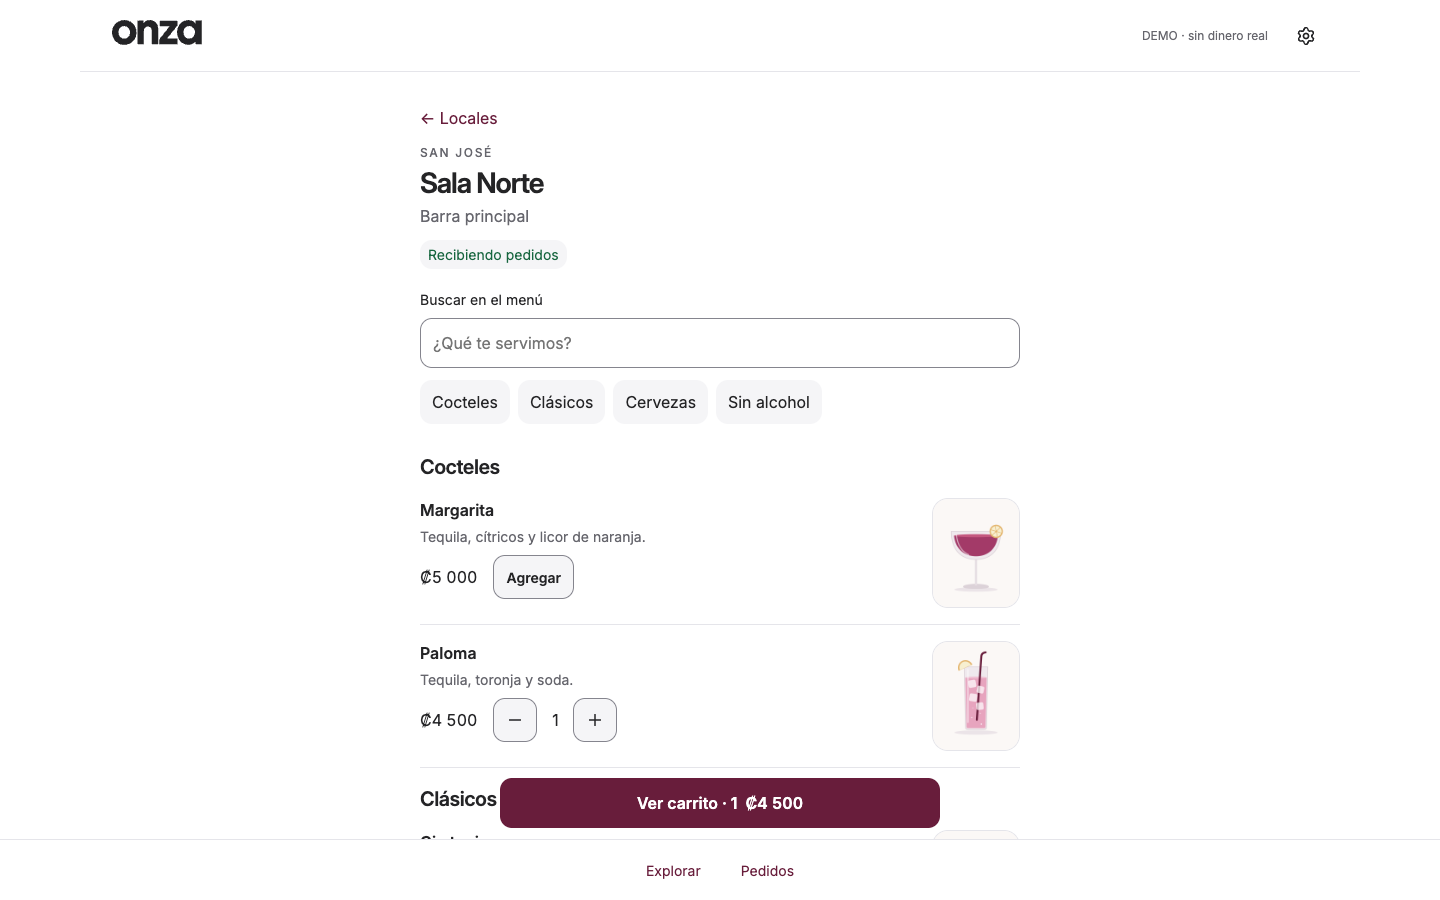 onza
DEMO · sin dinero real
← Locales
SAN JOSÉ
Sala Norte
Barra principal
Recibiendo pedidos
Buscar en el menú
¿Qué te servimos?
Cocteles
Clásicos
Cervezas
Sin alcohol
Cocteles
Margarita
Tequila, cítricos y licor de naranja.
₡5 000
Agregar
Paloma
Tequila, toronja y soda.
₡4 500
− 1 +
Clásicos
Ver carrito · 1 ₡4 500
Explorar
Pedidos